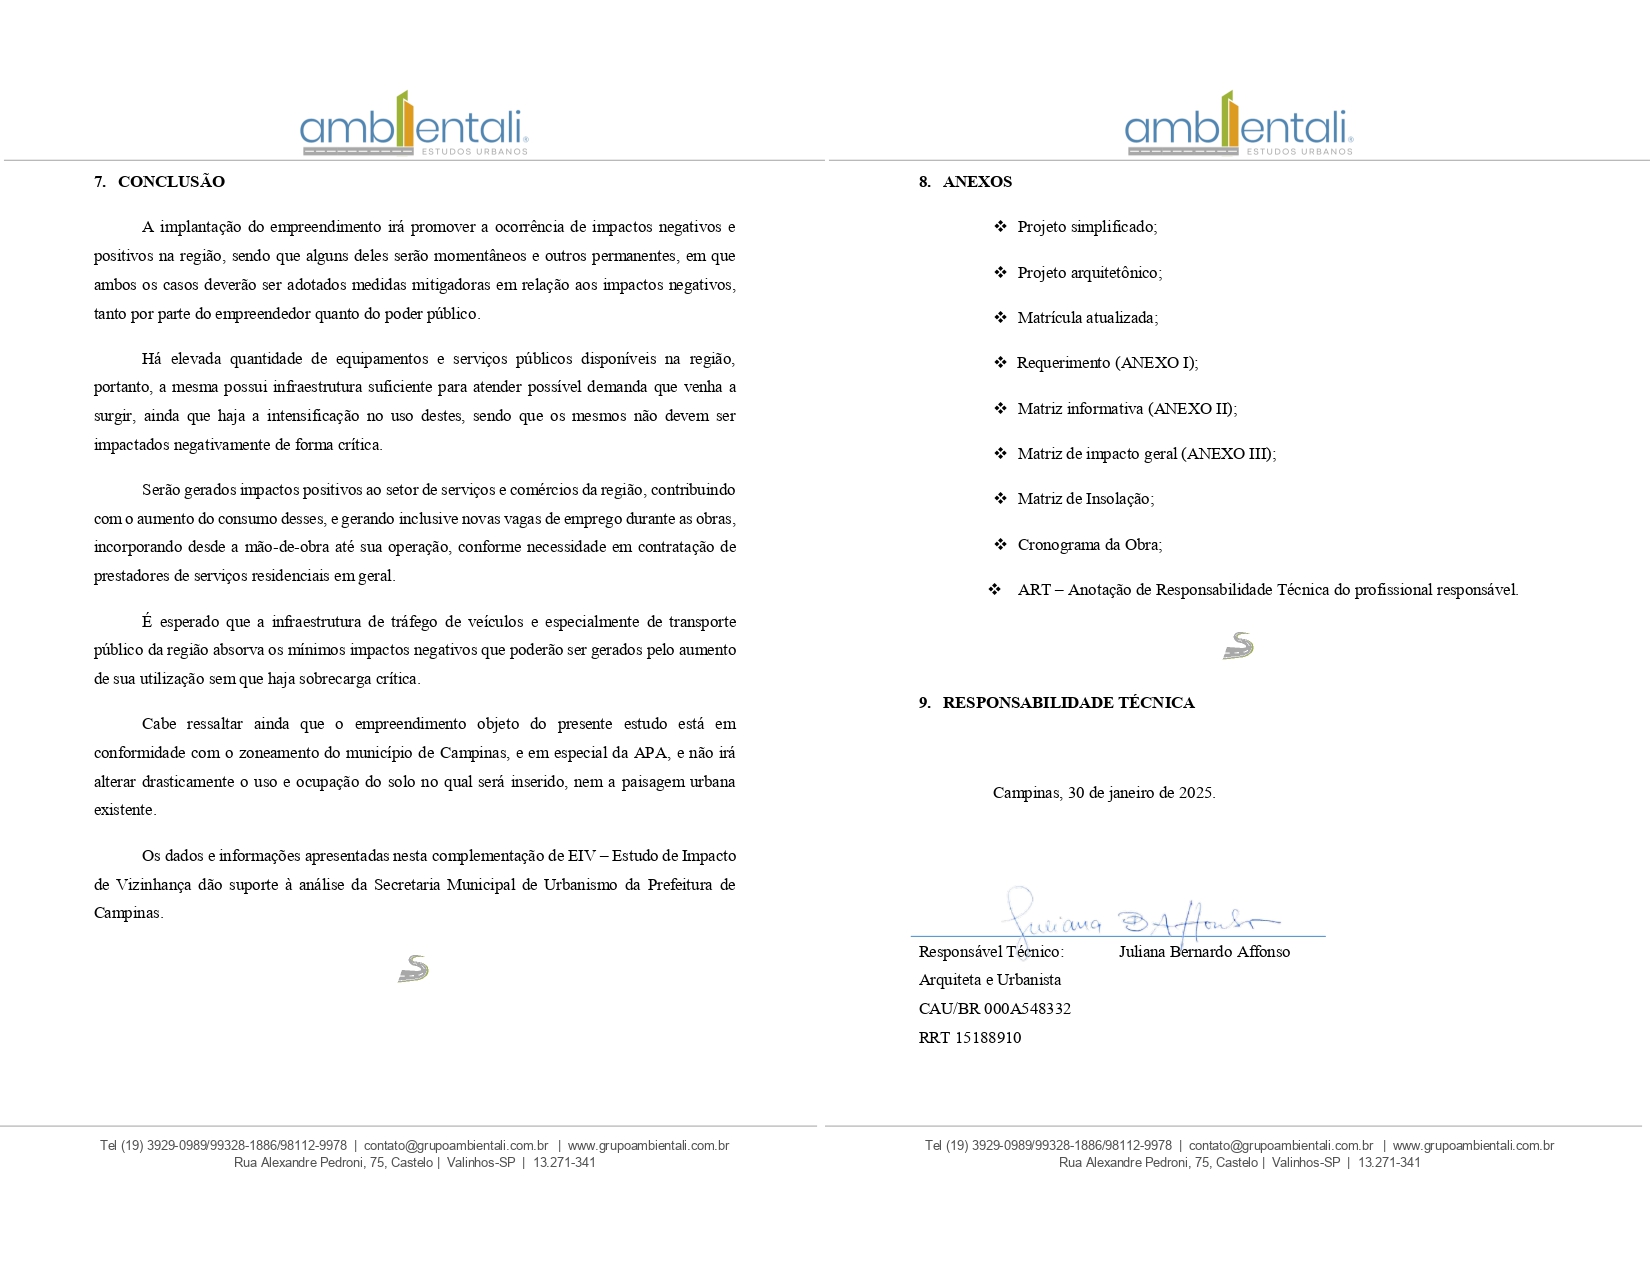 ambientali®
ESTUDOS URBANOS
7. CONCLUSÃO
A implantação do empreendimento irá promover a ocorrência de impactos negativos e
positivos na região, sendo que alguns deles serão momentâneos e outros permanentes, em que
ambos os casos deverão ser adotados medidas mitigadoras em relação aos impactos negativos,
tanto por parte do empreendedor quanto do poder público.
Há elevada quantidade de equipamentos e serviços públicos disponíveis na região,
portanto, a mesma possui infraestrutura suficiente para atender possível demanda que venha a
surgir, ainda que haja a intensificação no uso destes, sendo que os mesmos não devem ser
impactados negativamente de forma crítica.
Serão gerados impactos positivos ao setor de serviços e comércios da região, contribuindo
com o aumento do consumo desses, e gerando inclusive novas vagas de emprego durante as obras,
incorporando desde a mão-de-obra até sua operação, conforme necessidade em contratação de
prestadores de serviços residenciais em geral.
É esperado que a infraestrutura de tráfego de veículos e especialmente de transporte
público da região absorva os mínimos impactos negativos que poderão ser gerados pelo aumento
de sua utilização sem que haja sobrecarga crítica.
Cabe ressaltar ainda que o empreendimento objeto do presente estudo está em
conformidade com o zoneamento do município de Campinas, e em especial da APA, e não irá
alterar drasticamente o uso e ocupação do solo no qual será inserido, nem a paisagem urbana
existente.
Os dados e informações apresentadas nesta complementação de EIV – Estudo de Impacto
de Vizinhança dão suporte à análise da Secretaria Municipal de Urbanismo da Prefeitura de
Campinas.
Tel (19) 3929-0989/99328-1886/98112-9978 | contato@grupoambientali.com.br | www.grupoambientali.com.br
Rua Alexandre Pedroni, 75, Castelo | Valinhos-SP | 13.271-341
ambientali®
ESTUDOS URBANOS
8. ANEXOS
❖ Projeto simplificado;
❖ Projeto arquitetônico;
❖ Matrícula atualizada;
❖ Requerimento (ANEXO I);
❖ Matriz informativa (ANEXO II);
❖ Matriz de impacto geral (ANEXO III);
❖ Matriz de Insolação;
❖ Cronograma da Obra;
❖ ART – Anotação de Responsabilidade Técnica do profissional responsável.
9. RESPONSABILIDADE TÉCNICA
Campinas, 30 de janeiro de 2025.
Juliana B Affonso
Responsável Técnico: Juliana Bernardo Affonso
Arquiteta e Urbanista
CAU/BR 000A548332
RRT 15188910
Tel (19) 3929-0989/99328-1886/98112-9978 | contato@grupoambientali.com.br | www.grupoambientali.com.br
Rua Alexandre Pedroni, 75, Castelo | Valinhos-SP | 13.271-341